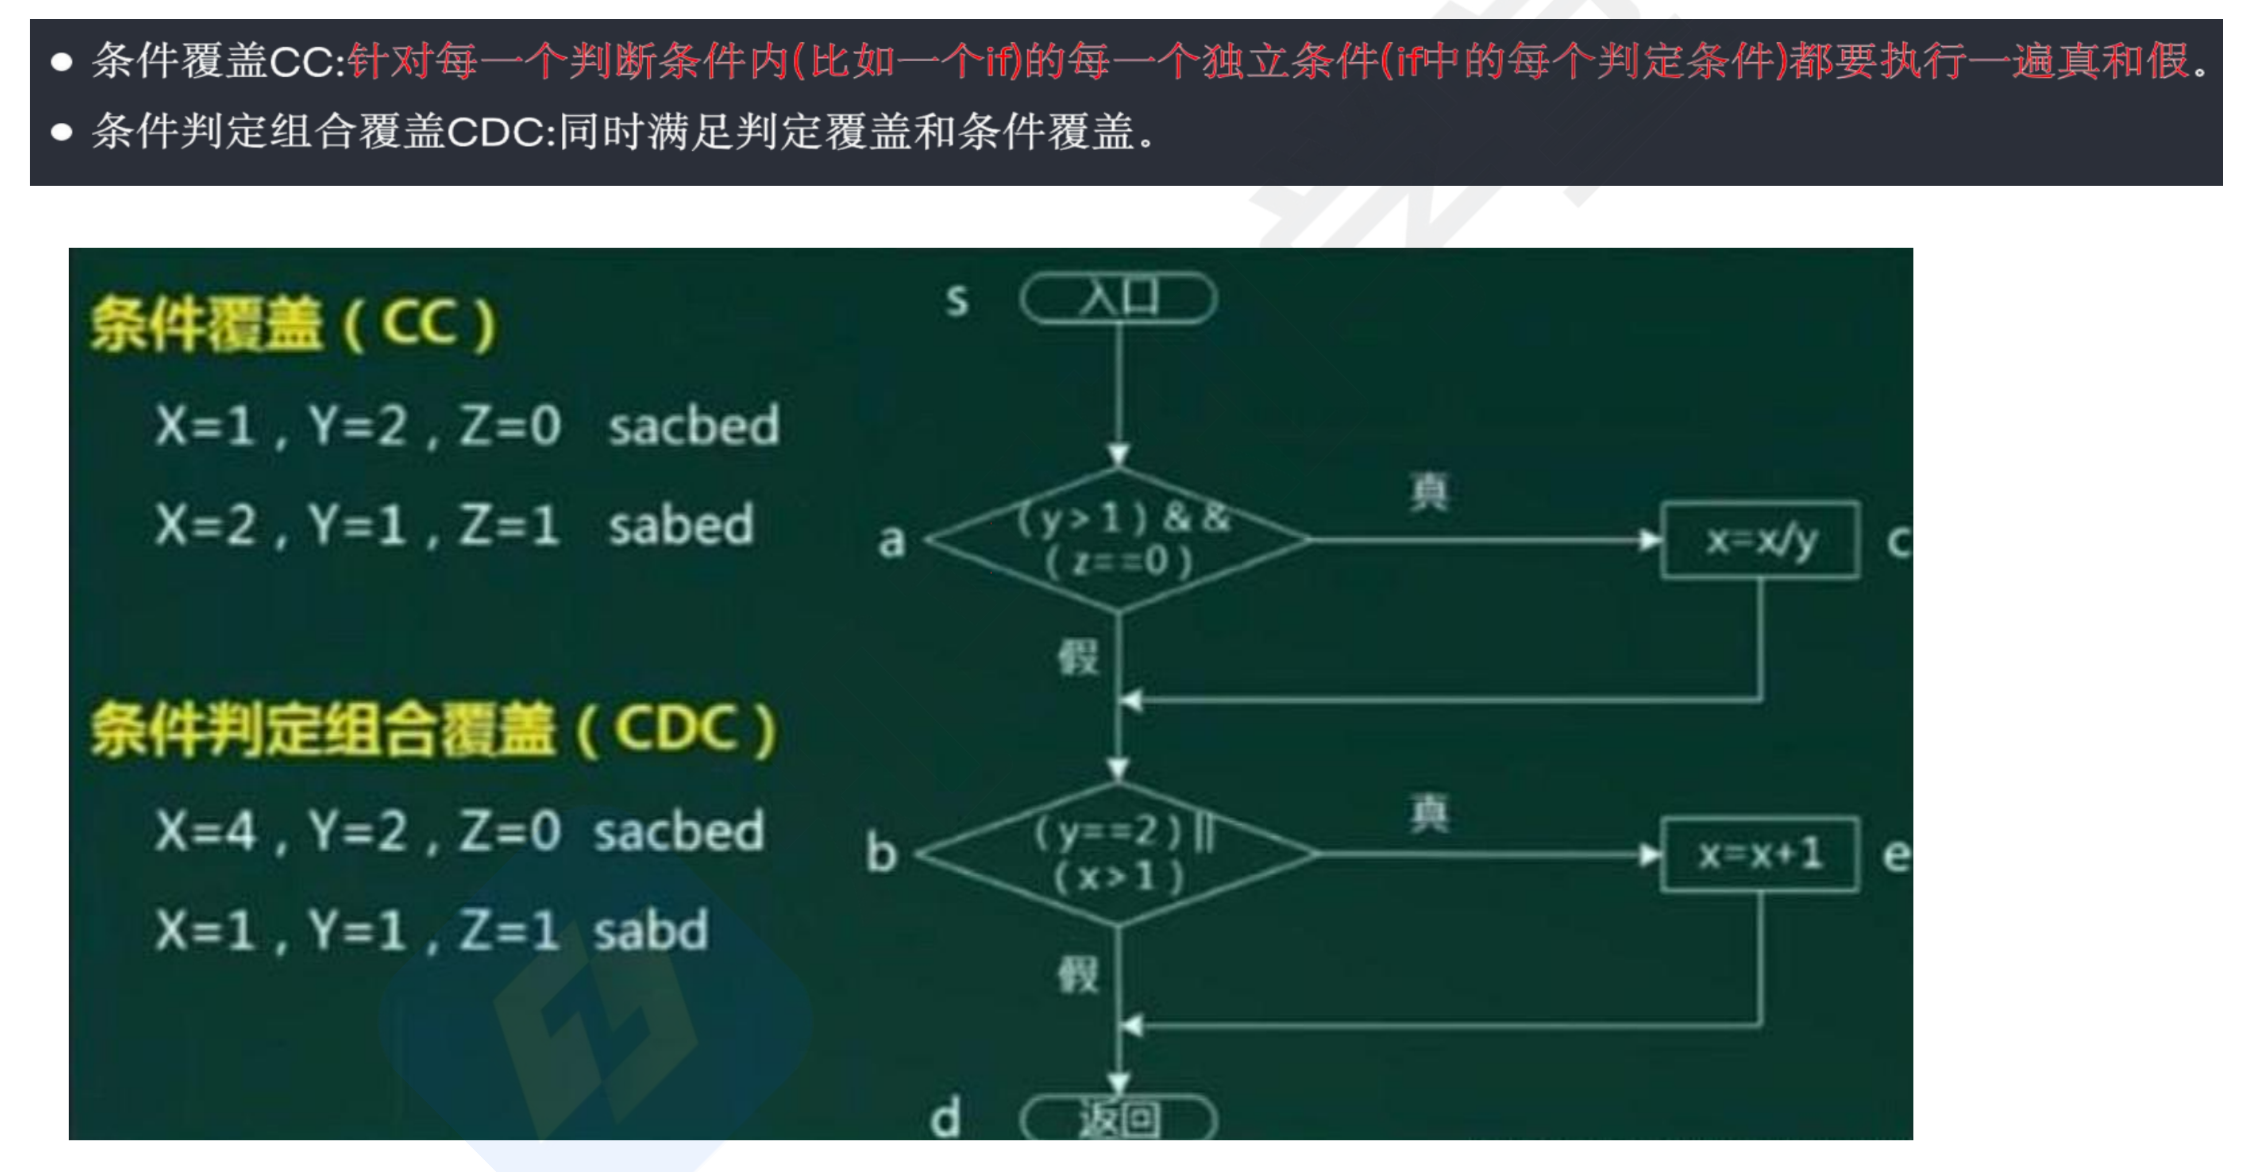 ● 条件覆盖CC:针对每一个判断条件内(比如一个if)的每一个独立条件(if中的每个判定条件)都要执行一遍真和假。
● 条件判定组合覆盖CDC:同时满足判定覆盖和条件覆盖。
条件覆盖（CC）
X=1 , Y=2 , Z=0 sacbed
X=2 , Y=1 , Z=1 sabed
条件判定组合覆盖（CDC）
X=4 , Y=2 , Z=0 sacbed
X=1 , Y=1 , Z=1 sabd
s
入口
a
(y>1)&&
(z==0)
真
x=x/y
c
假
b
(y==2)||
(x>1)
真
x=x+1
e
假
d
返回